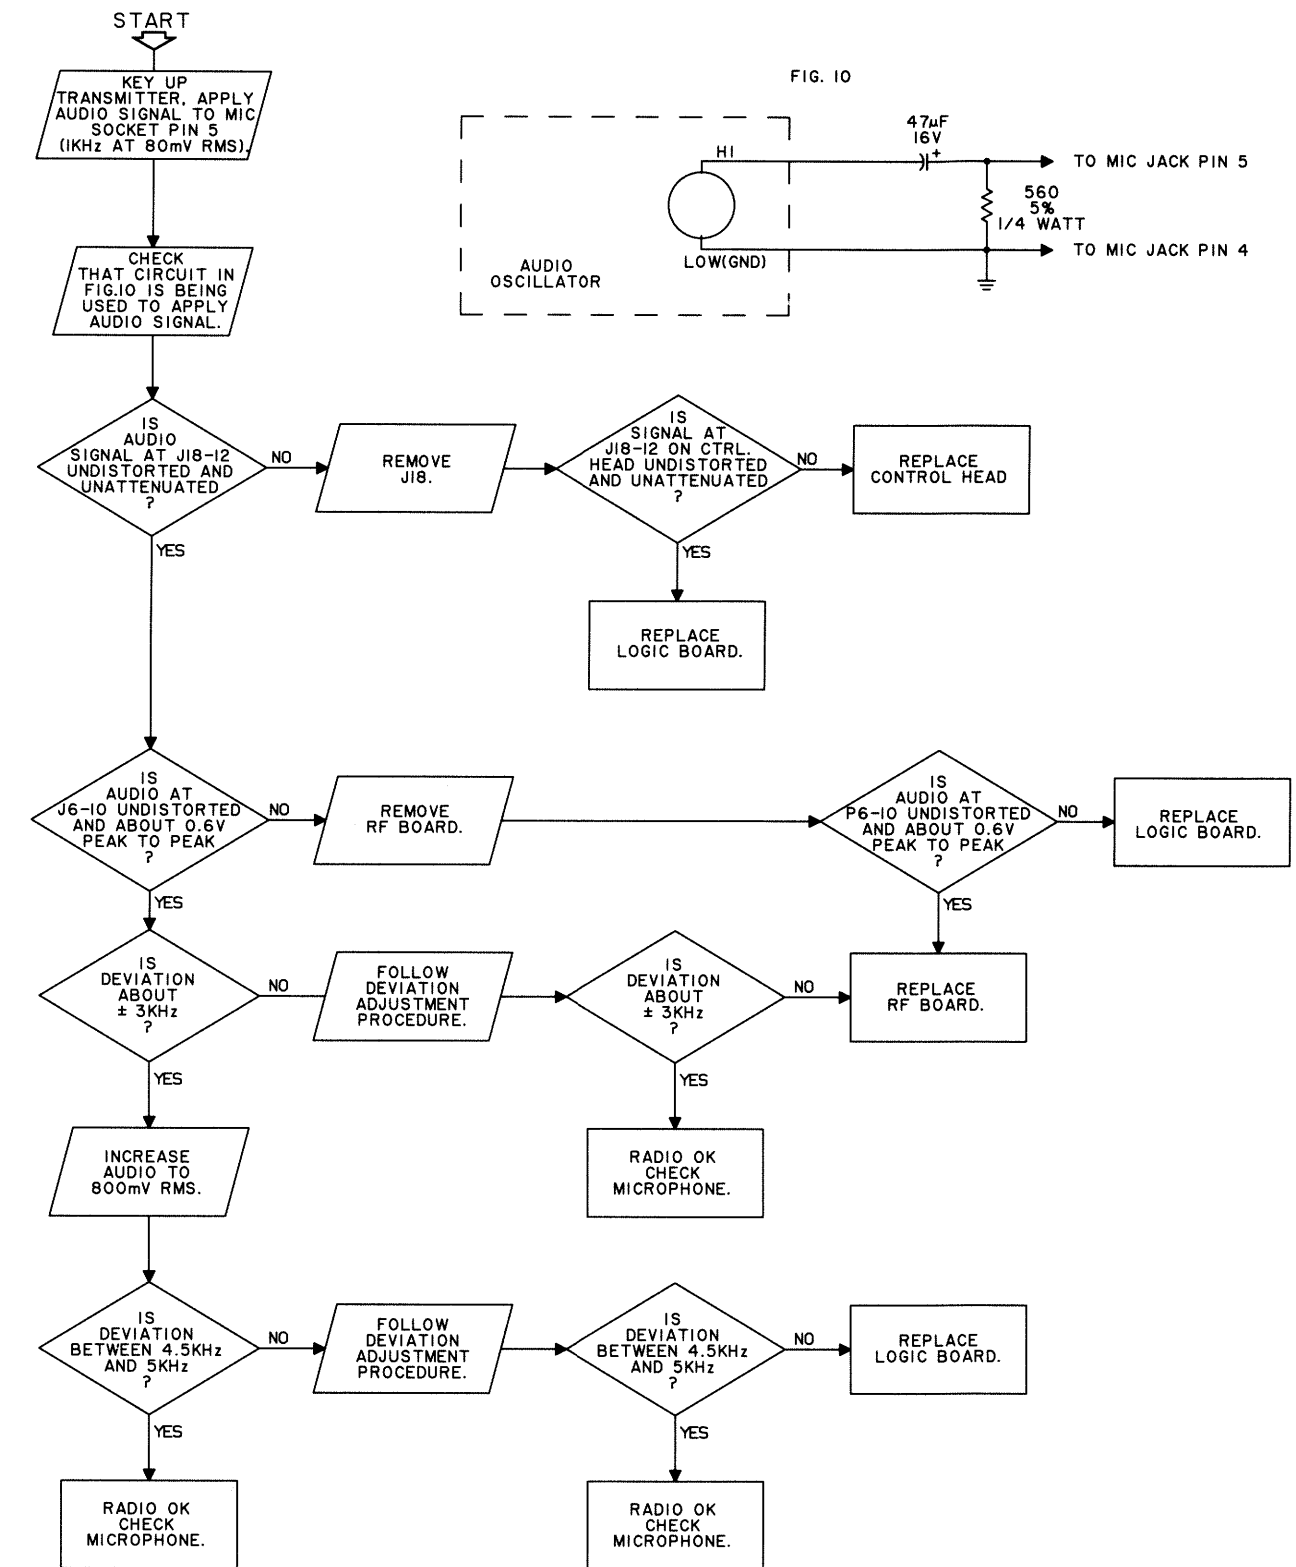 START
KEY UP
TRANSMITTER, APPLY
AUDIO SIGNAL TO MIC
SOCKET PIN 5
(1KHz AT 80mV RMS).
FIG. 10
47µF
16V
+
HI
TO MIC JACK PIN 5
560
5%
1/4 WATT
LOW(GND)
TO MIC JACK PIN 4
AUDIO
OSCILLATOR
CHECK
THAT CIRCUIT IN
FIG.10 IS BEING
USED TO APPLY
AUDIO SIGNAL.
IS
AUDIO
SIGNAL AT J18-12
UNDISTORTED AND
UNATTENUATED
?
NO
REMOVE
J18.
IS
SIGNAL AT
J18-12 ON CTRL.
HEAD UNDISTORTED
AND UNATTENUATED
?
NO
REPLACE
CONTROL HEAD
YES
YES
REPLACE
LOGIC BOARD.
IS
AUDIO AT
J6-10 UNDISTORTED
AND ABOUT 0.6V
PEAK TO PEAK
?
NO
REMOVE
RF BOARD.
IS
AUDIO AT
P6-10 UNDISTORTED
AND ABOUT 0.6V
PEAK TO PEAK
?
NO
REPLACE
LOGIC BOARD.
YES
YES
IS
DEVIATION
ABOUT
± 3KHz
?
NO
FOLLOW
DEVIATION
ADJUSTMENT
PROCEDURE.
IS
DEVIATION
ABOUT
± 3KHz
?
NO
REPLACE
RF BOARD.
YES
YES
INCREASE
AUDIO TO
800mV RMS.
RADIO OK
CHECK
MICROPHONE.
IS
DEVIATION
BETWEEN 4.5KHz
AND 5KHz
?
NO
FOLLOW
DEVIATION
ADJUSTMENT
PROCEDURE.
IS
DEVIATION
BETWEEN 4.5KHz
AND 5KHz
?
NO
REPLACE
LOGIC BOARD.
YES
YES
RADIO OK
CHECK
MICROPHONE.
RADIO OK
CHECK
MICROPHONE.